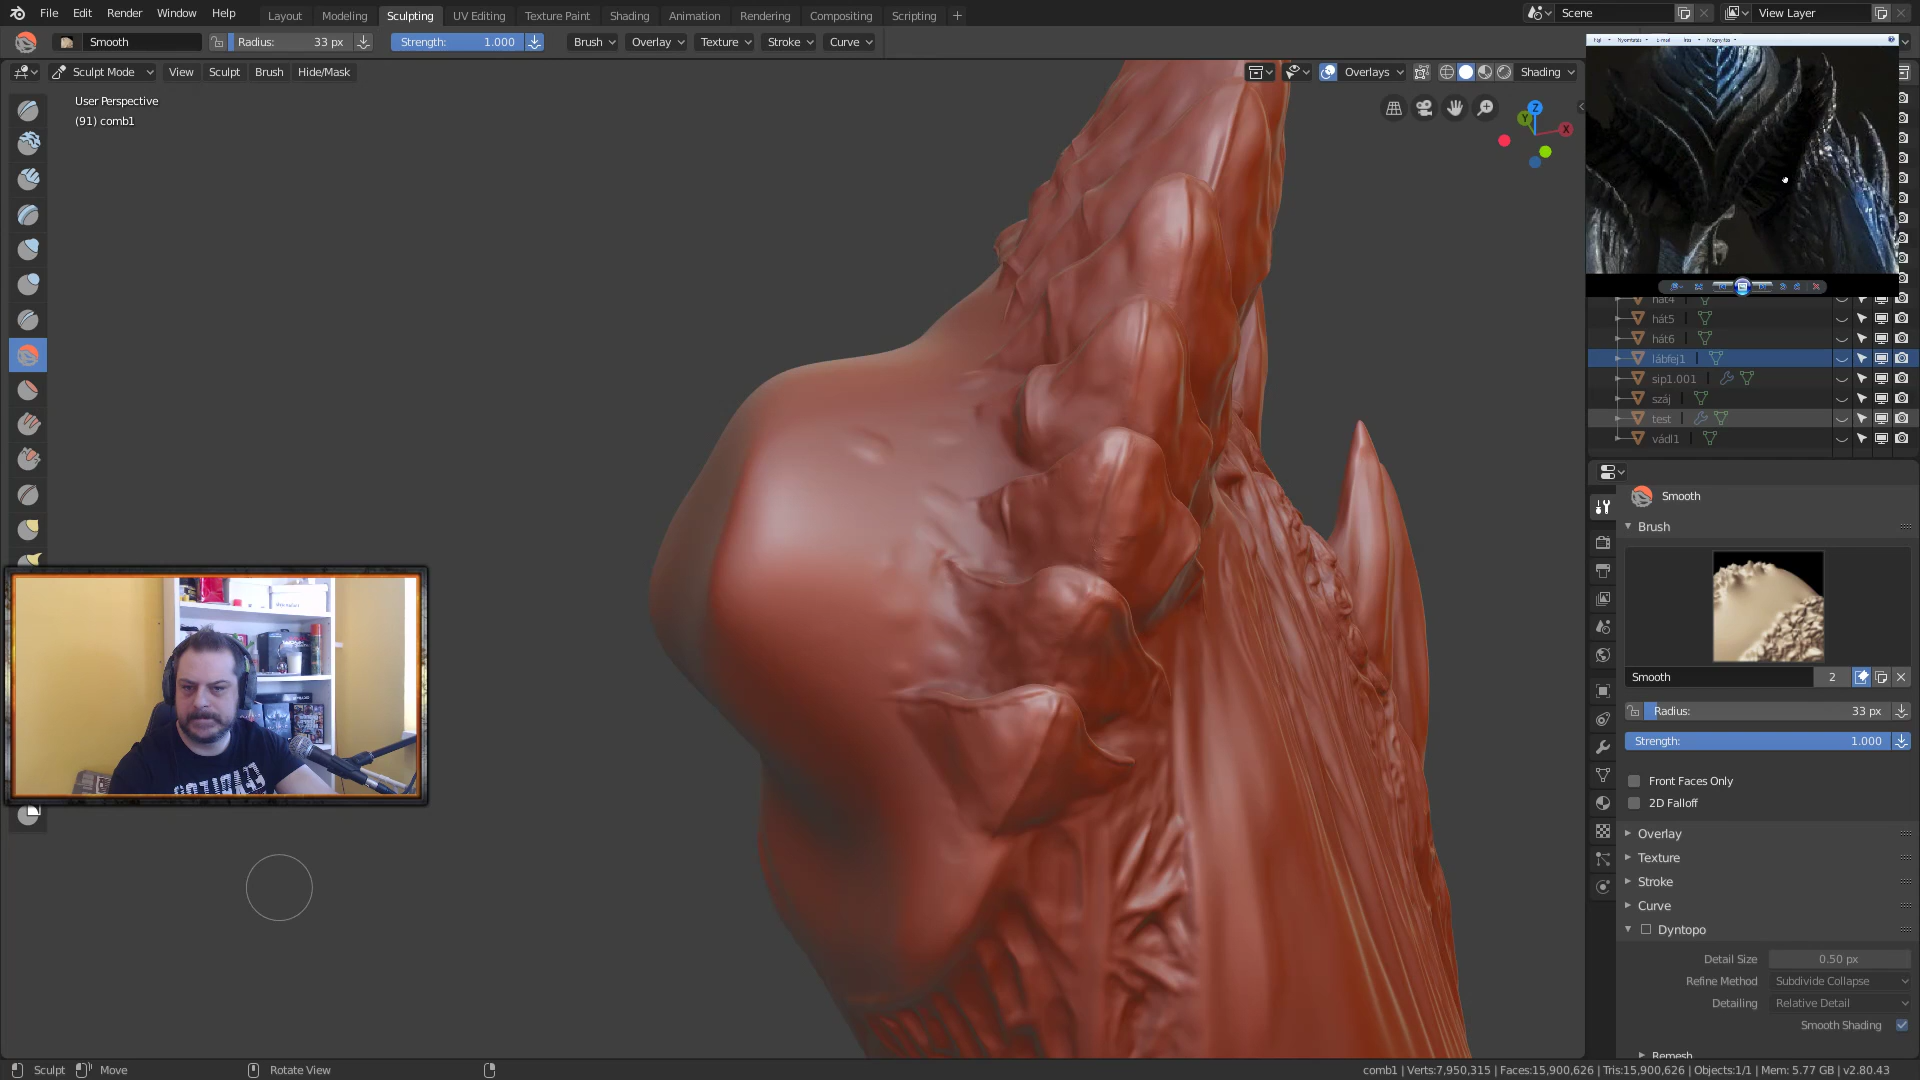 File Edit Render Window Help Layout Modeling Sculpting UV Editing Texture Paint Shading Animation Rendering Compositing Scripting + Scene View Layer
Smooth Radius: 33 px Strength: 1.000 Brush Overlay Texture Stroke Curve
Sculpt Mode View Sculpt Brush Hide/Mask Overlays Shading
User Perspective
(91) comb1
Z
Y
X
Fájl Nyomtatás E-mail Írás Megnyitás
hát4
hát5
hát6
lábfej1
sip1.001
száj
test
vádl1
Smooth
Brush
Smooth 2
Radius: 33 px
Strength: 1.000
Front Faces Only
2D Falloff
Overlay
Texture
Stroke
Curve
Dyntopo
Detail Size 0.50 px
Refine Method Subdivide Collapse
Detailing Relative Detail
Smooth Shading
Remesh
Sculpt Move Rotate View comb1 | Verts:7,950,315 | Faces:15,900,626 | Tris:15,900,626 | Objects:1/1 | Mem: 5.77 GB | v2.80.43